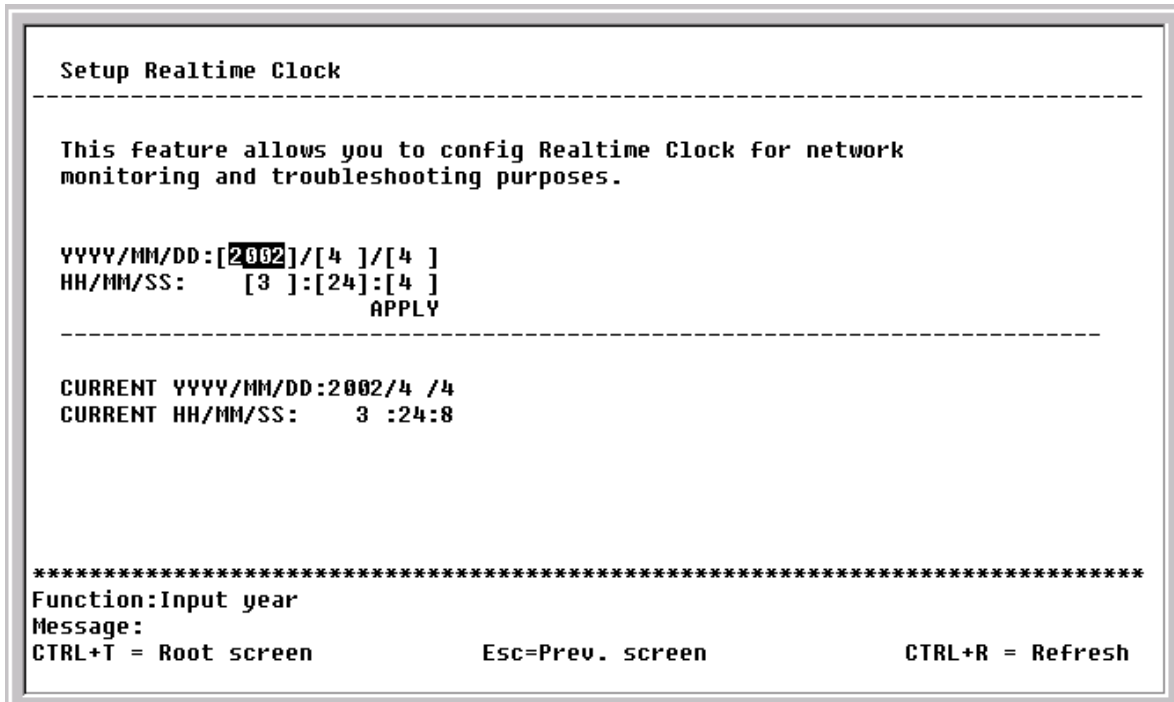 Setup Realtime Clock
--------------------------------------------------------------------------------
This feature allows you to config Realtime Clock for network
monitoring and troubleshooting purposes.
YYYY/MM/DD:[2002]/[4 ]/[4 ]
HH/MM/SS:    [3 ]:[24]:[4 ]
APPLY
---------------------------------------------------------------------------
CURRENT YYYY/MM/DD:2002/4 /4
CURRENT HH/MM/SS:    3 :24:8
********************************************************************************
Function:Input year
Message:
CTRL+T = Root screen            Esc=Prev. screen              CTRL+R = Refresh